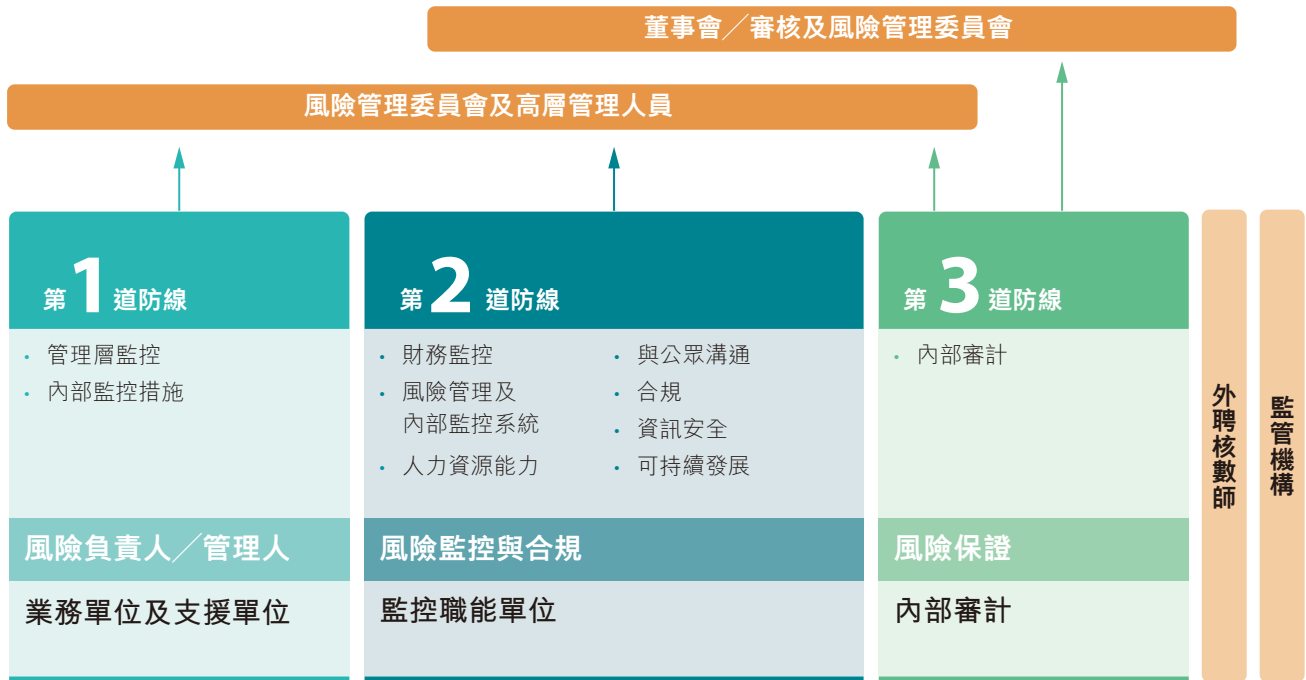 董事會╱審核及風險管理委員會
風險管理委員會及高層管理人員
第1道防線
• 管理層監控
• 內部監控措施
風險負責人╱管理人
業務單位及支援單位
第2道防線
• 財務監控
• 風險管理及
內部監控系統
• 人力資源能力
• 與公眾溝通
• 合規
• 資訊安全
• 可持續發展
風險監控與合規
監控職能單位
第3道防線
• 內部審計
風險保證
內部審計
外聘核數師
監管機構